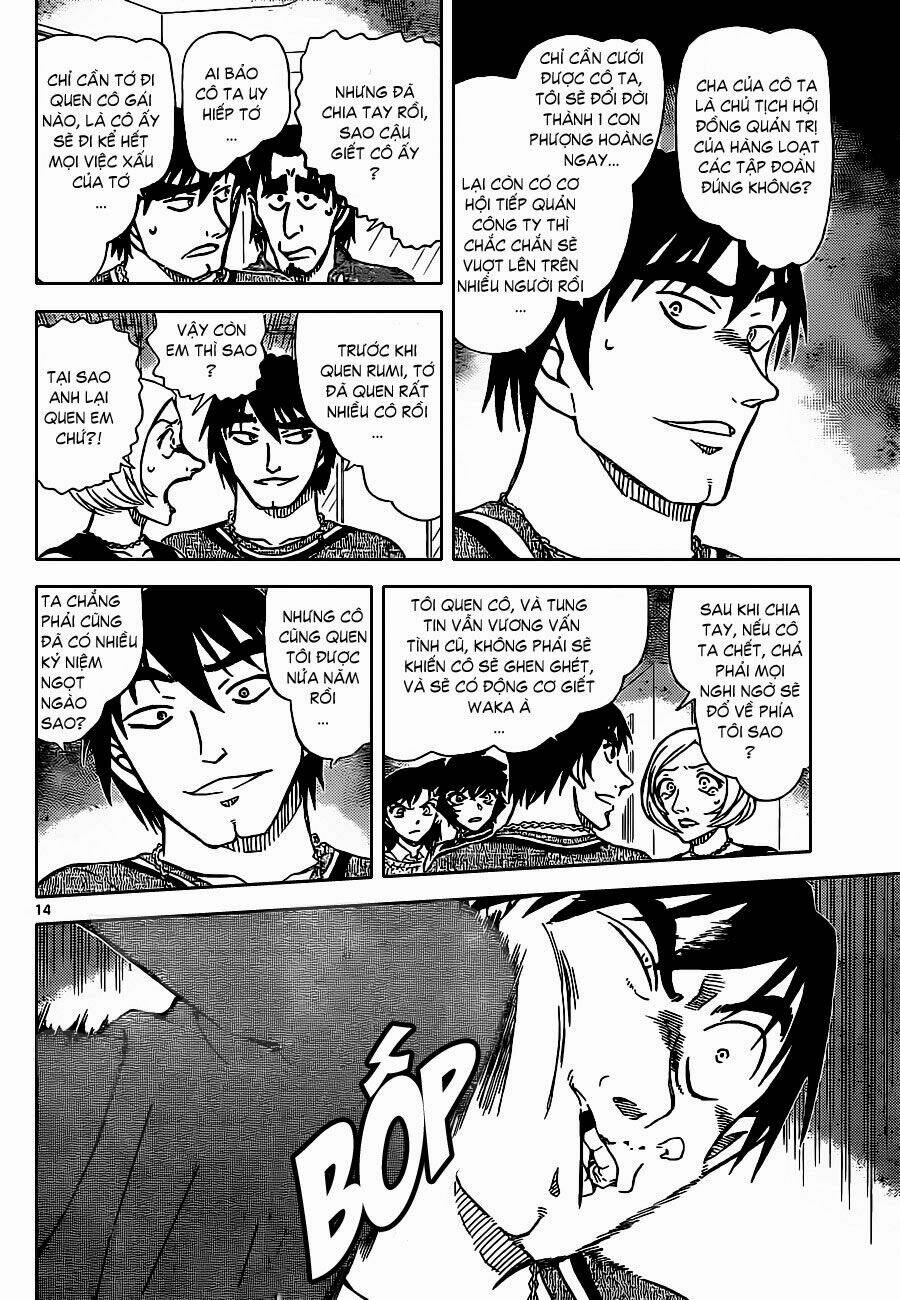 CHA CỦA CÔ TA
LÀ CHỦ TỊCH HỘI
ĐỒNG QUẢN TRỊ
CỦA HÀNG LOẠT
CÁC TẬP ĐOÀN
ĐÚNG KHÔNG?
CHỈ CẦN CƯỚI
ĐƯỢC CÔ TA,
TÔI SẼ ĐỔI ĐỜI
THÀNH 1 CON
PHƯỢNG HOÀNG
NGAY...
LẠI CÒN CÓ CƠ
HỘI TIẾP QUẢN
CÔNG TY THÌ
CHẮC CHẮN SẼ
VƯỢT LÊN TRÊN
NHIỀU NGƯỜI RỒI
...
NHƯNG ĐÃ
CHIA TAY RỒI,
SAO CẬU
GIẾT CÔ ẤY
?
AI BẢO
CÔ TA UY
HIẾP TỚ
...
CHỈ CẦN TỚ ĐI
QUEN CÔ GÁI
NÀO, LÀ CÔ ẤY
SẼ ĐI KỂ HẾT
MỌI VIỆC XẤU
CỦA TỚ
...
TRƯỚC KHI
QUEN RUMI, TỚ
ĐÃ QUEN RẤT
NHIỀU CÔ RỒI
...
VẬY CÒN
EM THÌ SAO
?
TẠI SAO
ANH LẠI
QUEN EM
CHỨ?!
SAU KHI CHIA
TAY, NẾU CÔ
TA CHẾT, CHẢ
PHẢI MỌI
NGHI NGỜ SẼ
ĐỔ VỀ PHÍA
TÔI SAO
?
TÔI QUEN CÔ, VÀ TUNG
TIN VẪN VƯƠNG VẤN
TÌNH CŨ, KHÔNG PHẢI SẼ
KHIẾN CÔ SẼ GHEN GHÉT,
VÀ SẼ CÓ ĐỘNG CƠ GIẾT
WAKA À
...
NHƯNG CÔ
CŨNG QUEN
TÔI ĐƯỢC
NỬA NĂM
RỒI
...
TA CHẲNG
PHẢI CŨNG
ĐÃ CÓ NHIỀU
KỶ NIỆM
NGỌT
NGÀO
SAO?
14
BỐP